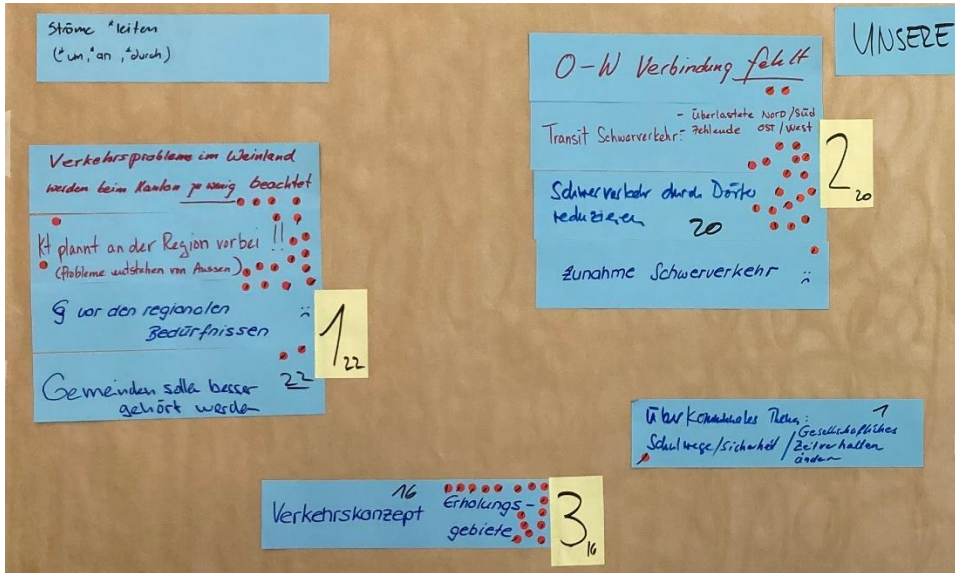 Ströme *leiten
(*um, *an, *durch)
UNSERE
O-W Verbindung fehlt
Transit Schwerverkehr: - überlastete Nord/Süd
- Fehlende Ost/West
Schwerverkehr durch Dörfer
reduzieren 20
Zunahme Schwerverkehr :(
2 20
Verkehrsprobleme im Weinland
werden beim Kanton zu wenig beachtet
Kt plannt an der Region vorbei !!
(Probleme entstehen von Aussen)
vor den regionalen
Bedürfnissen :(
Gemeinden sollen besser 22
gehört werden
1 22
Überkommunales Thema: 1
Schulwege/Sicherheit / Gesellschaftliches
Zeitverhalten
ändern
16
Verkehrskonzept Erholungs-
gebiete
3 16